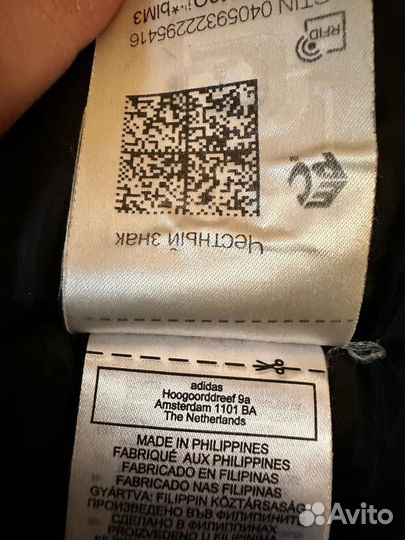 GTIN 04059322295416
RFID
Честный знак
adidas
Hoogoorddreef 9a
Amsterdam 1101 BA
The Netherlands
MADE IN PHILIPPINES
FABRIQUÉ AUX PHILIPPINES
FABRICADO EN FILIPINAS
FABRICADO NAS FILIPINAS
GYÁRTVA: FILIPPIN KÖZTÁRSASÁG
ПРОИЗВЕДЕНО ВЪВ ФИЛИПИНИТЕ
СДЕЛАНО В ФИЛИППИНАХ
Avito